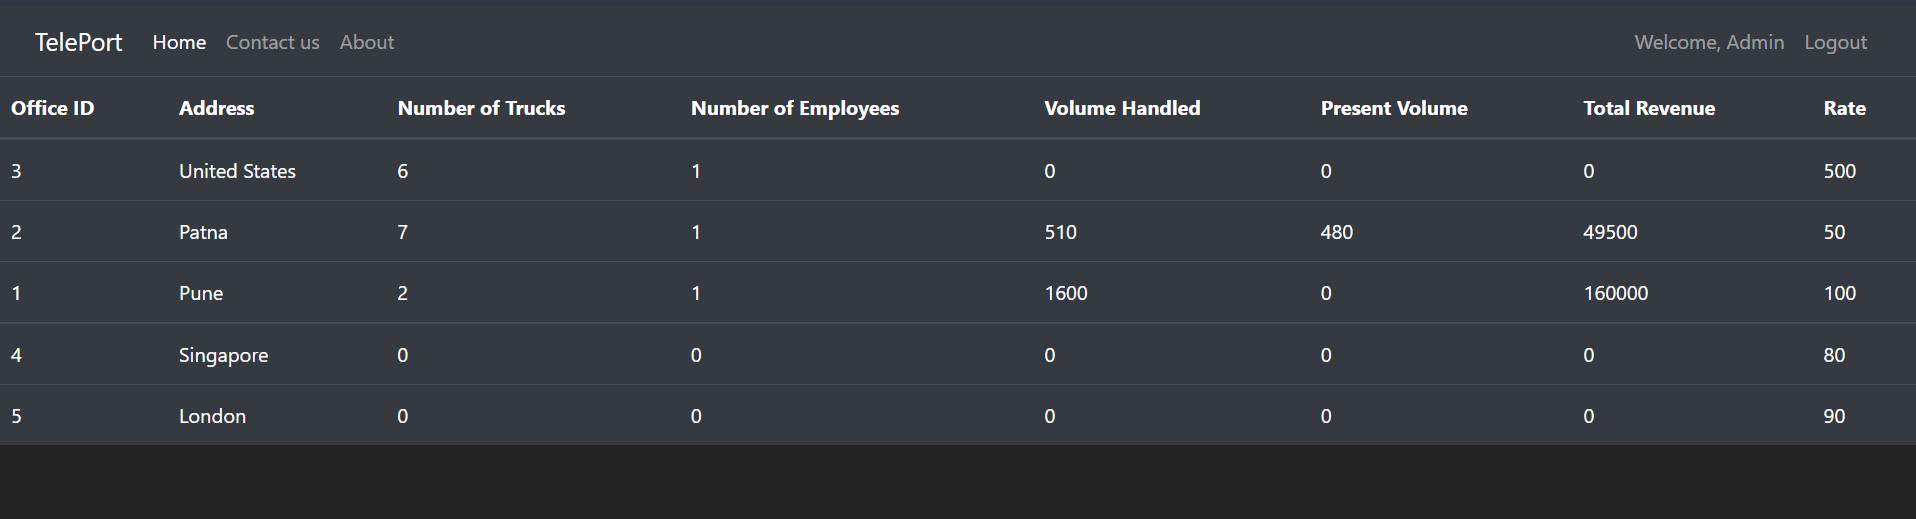 TelePort Home Contact us About Welcome, Admin Logout
Office ID Address Number of Trucks Number of Employees Volume Handled Present Volume Total Revenue Rate
3 United States 6 1 0 0 0 500
2 Patna 7 1 510 480 49500 50
1 Pune 2 1 1600 0 160000 100
4 Singapore 0 0 0 0 0 80
5 London 0 0 0 0 0 90